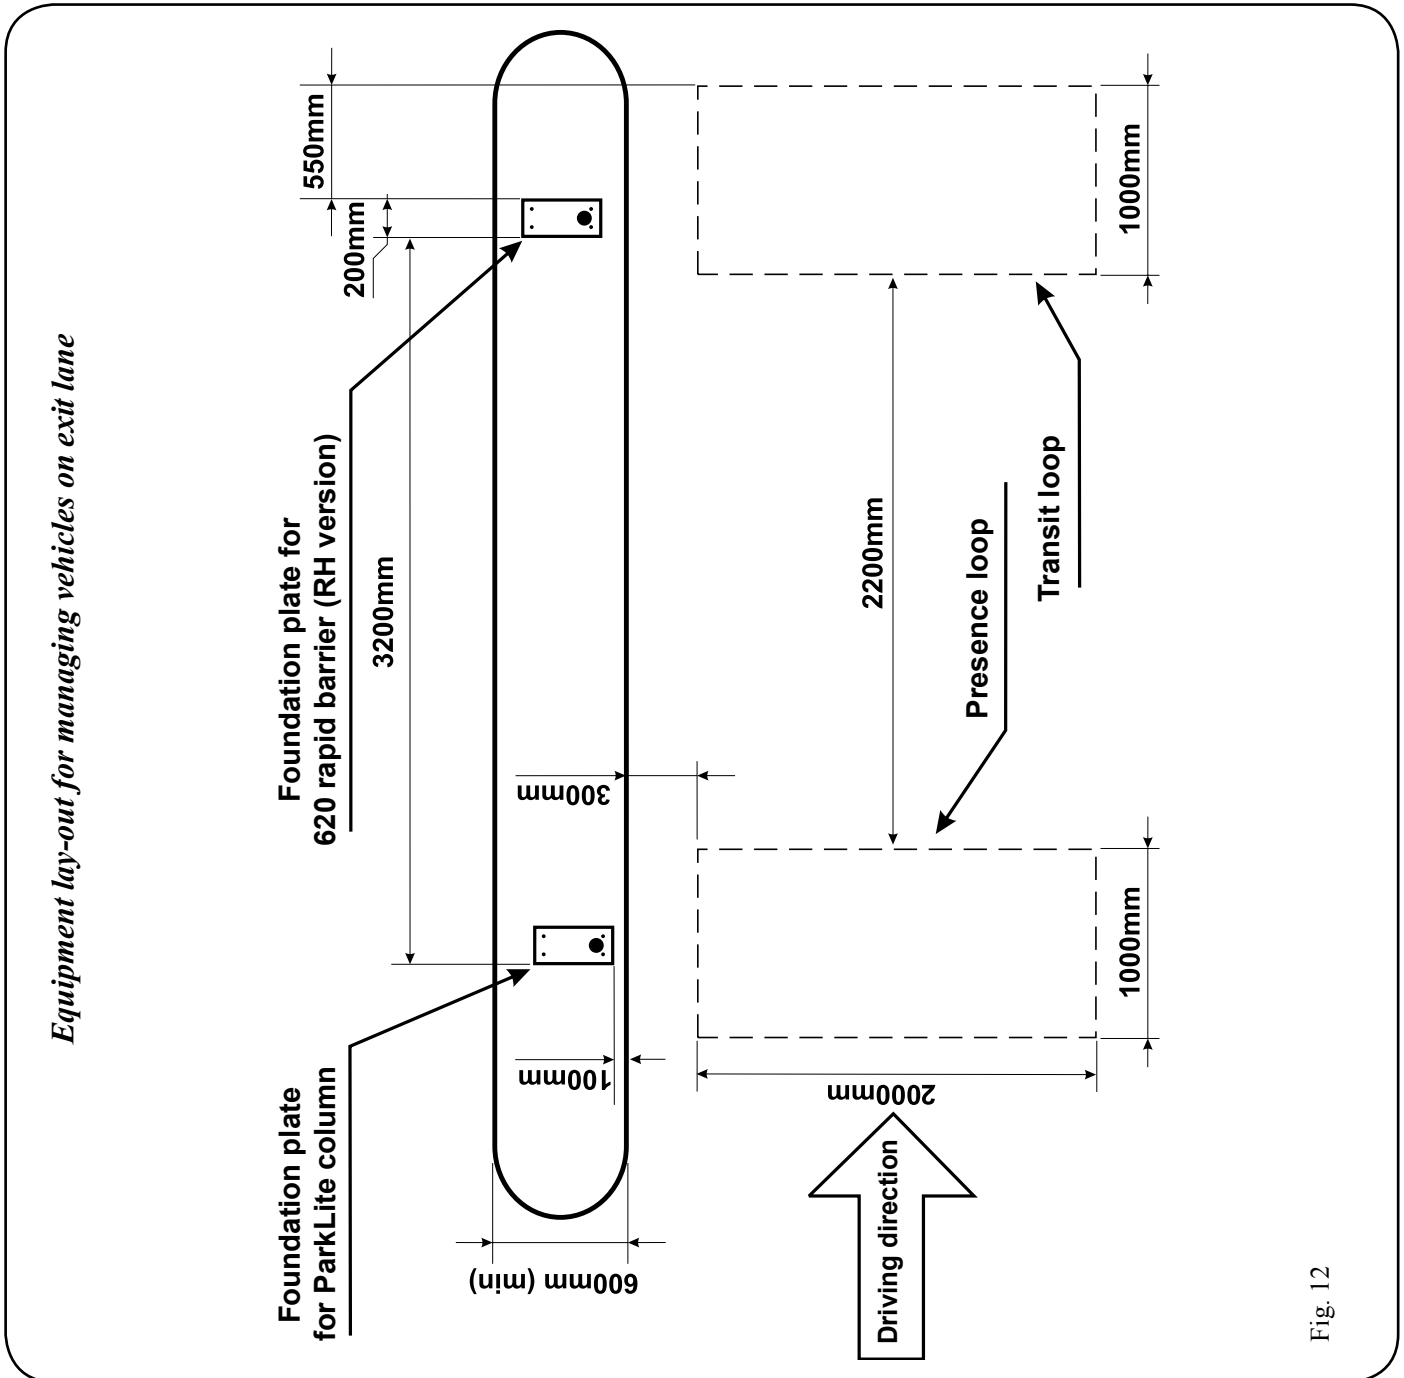 Equipment lay-out for managing vehicles on exit lane
Foundation plate
for ParkLite column
Foundation plate for
620 rapid barrier (RH version)
550mm
200mm
3200mm
300mm
100mm
600mm (min)
2200mm
Presence loop
Transit loop
1000mm
1000mm
2000mm
Driving direction
Fig. 12